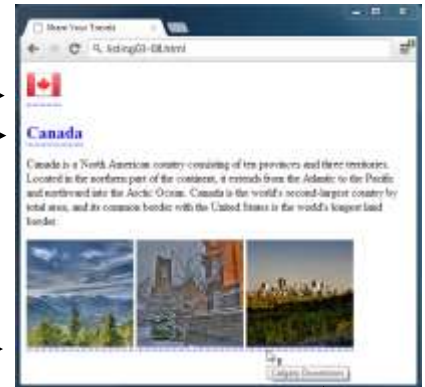 Share Your Travels
listing03-08.html
Canada
Canada is a North American country consisting of ten provinces and three territories.
Located in the northern part of the continent, it extends from the Atlantic to the Pacific
and northward into the Arctic Ocean. Canada is the world's second-largest country by
total area, and its common border with the United States is the world's longest land
border.
Calgary Downtown